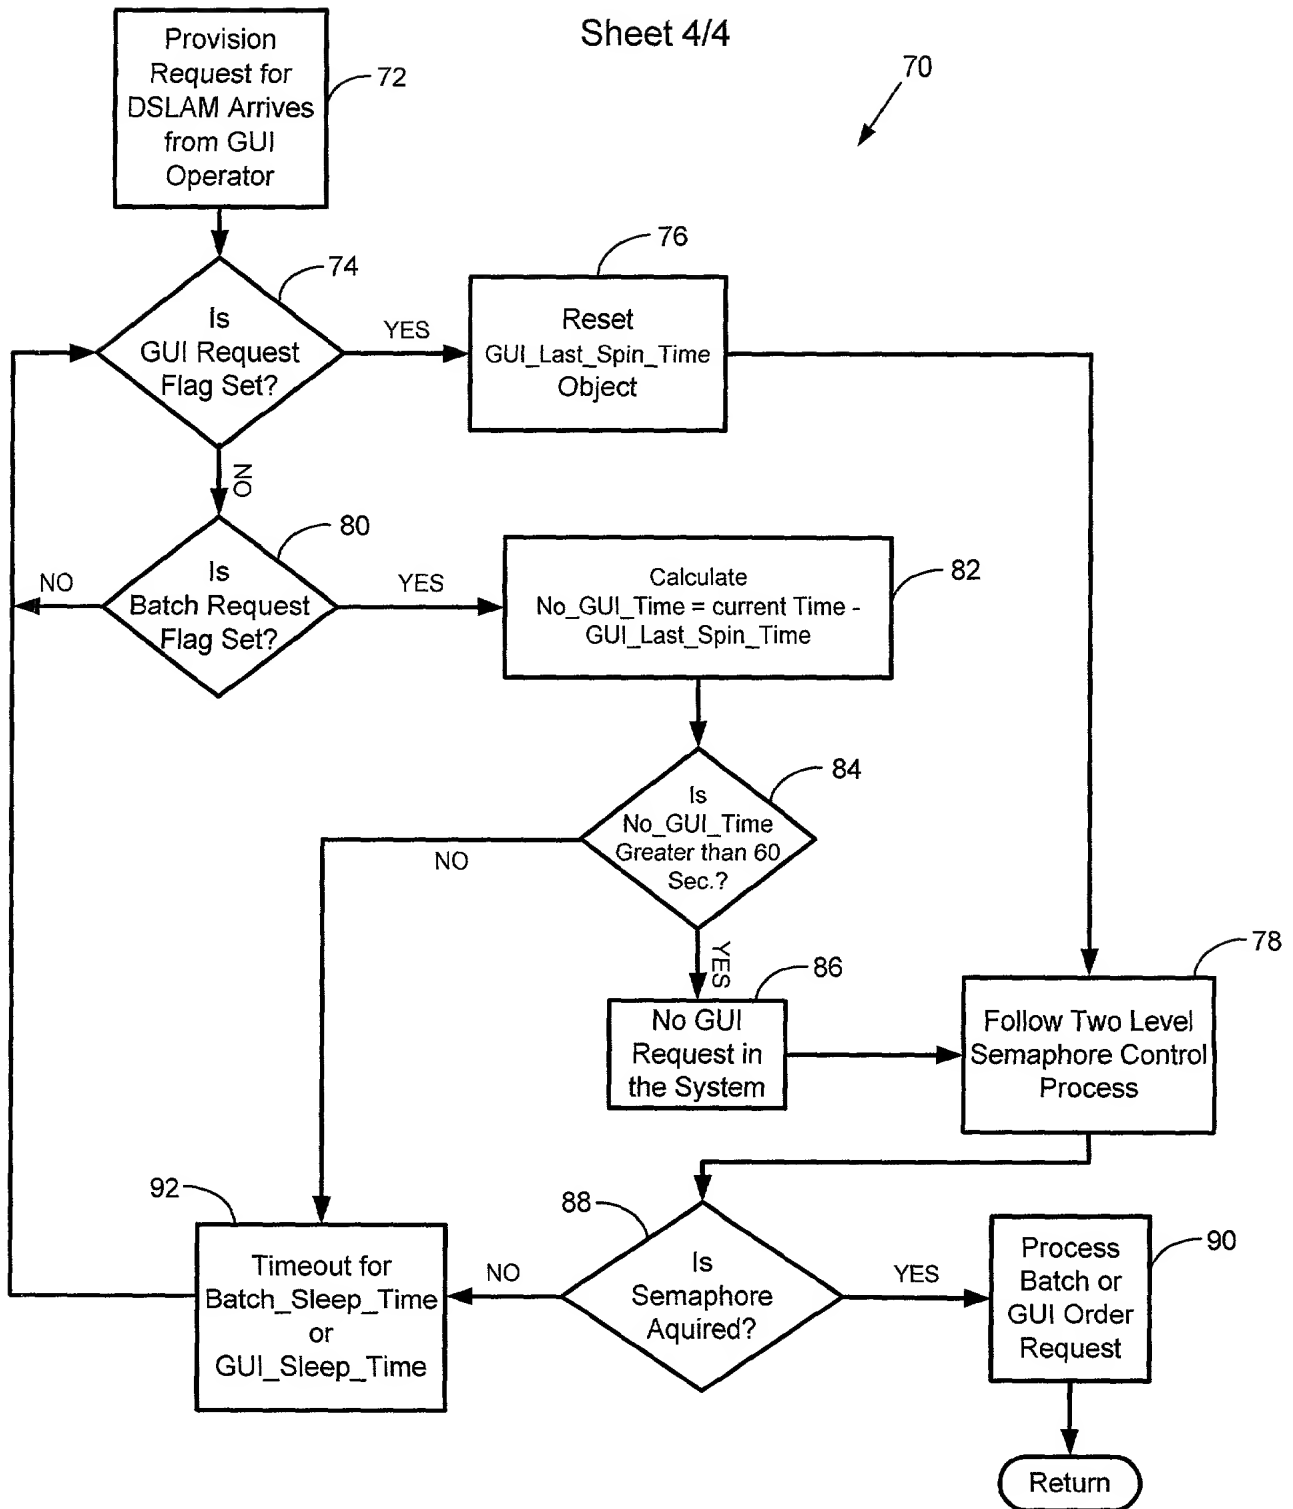 Sheet 4/4
70
Provision
Request for
DSLAM Arrives
from GUI
Operator
72
74
Is
GUI Request
Flag Set?
YES
76
Reset
GUI_Last_Spin_Time
Object
NO
80
Is
Batch Request
Flag Set?
NO
YES
82
Calculate
No_GUI_Time = current Time -
GUI_Last_Spin_Time
84
Is
No_GUI_Time
Greater than 60
Sec.?
NO
YES
86
No GUI
Request in
the System
78
Follow Two Level
Semaphore Control
Process
92
Timeout for
Batch_Sleep_Time
or
GUI_Sleep_Time
88
Is
Semaphore
Aquired?
NO
YES
90
Process
Batch or
GUI Order
Request
Return